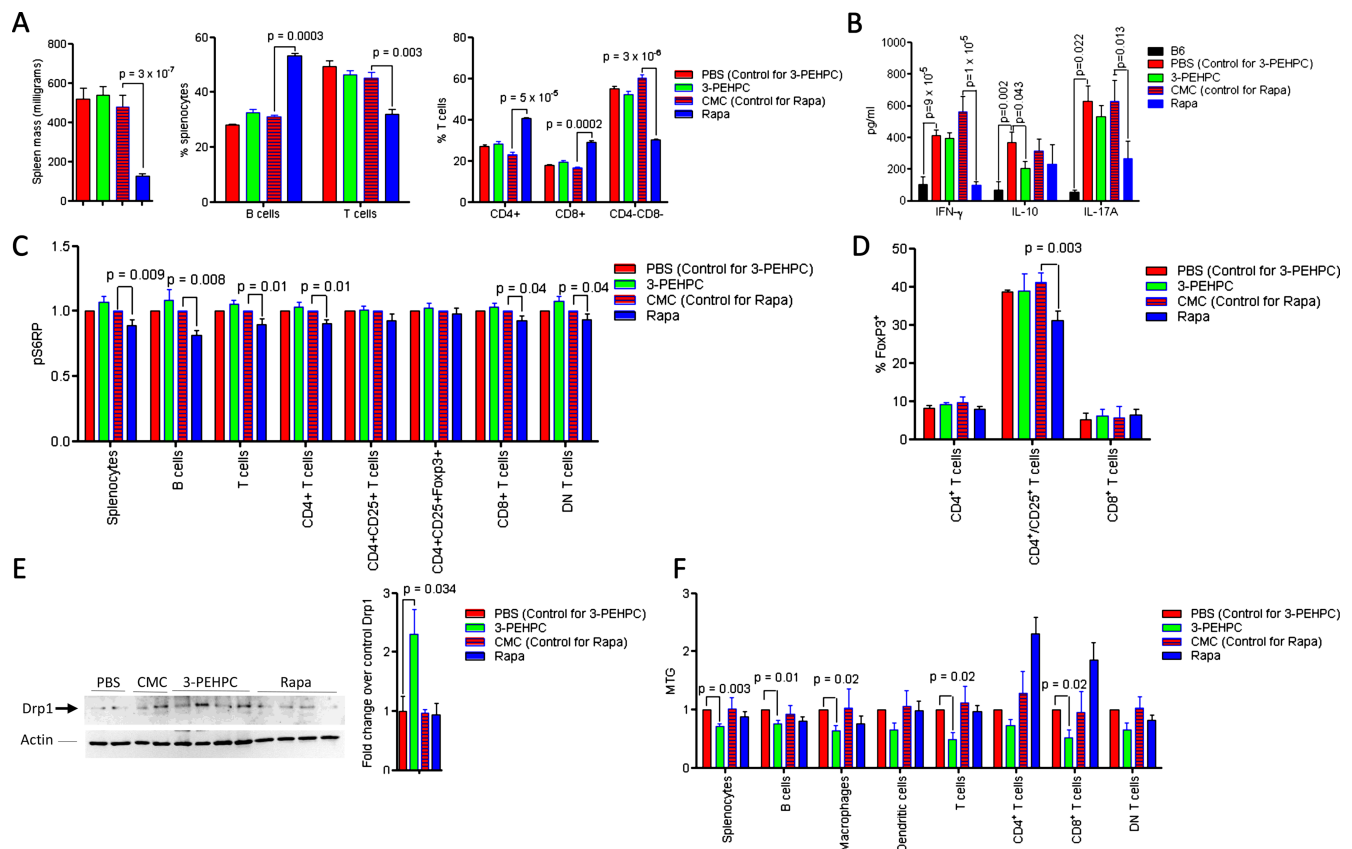 A
Spleen mass (milligrams)
800
600
400
200
0
p = 3 x 10-7
% splenocytes
60
40
20
0
p = 0.0003
p = 0.003
B cells
T cells
% T cells
80
60
40
20
0
p = 5 x 10-5
p = 0.0002
p = 3 x 10-6
CD4+
CD8+
CD4-CD8-
PBS (Control for 3-PEHPC)
3-PEHPC
CMC (Control for Rapa)
Rapa
B
pg/ml
1000
800
600
400
200
0
p=9 x 10-5
p=1 x 10-5
p=0.002
p=0.043
p=0.022
p=0.013
IFN-γ
IL-10
IL-17A
B6
PBS (Control for 3-PEHPC)
3-PEHPC
CMC (control for Rapa)
Rapa
C
pS6RP
1.5
1.0
0.5
0.0
p = 0.009
p = 0.008
p = 0.01
p = 0.01
p = 0.04
p = 0.04
Splenocytes
B cells
T cells
CD4+ T cells
CD4+CD25+ T cells
CD4+CD25+Foxp3+
CD8+ T cells
DN T cells
PBS (Control for 3-PEHPC)
3-PEHPC
CMC (Control for Rapa)
Rapa
D
% FoxP3+
50
40
30
20
10
0
p = 0.003
CD4+ T cells
CD4+/CD25+ T cells
CD8+ T cells
PBS (Control for 3-PEHPC)
3-PEHPC
CMC (Control for Rapa)
Rapa
E
PBS
CMC
3-PEHPC
Rapa
Drp1
Actin
Fold change over control Drp1
3
2
1
0
p = 0.034
PBS (Control for 3-PEHPC)
3-PEHPC
CMC (Control for Rapa)
Rapa
F
MTG
3
2
1
0
p = 0.003
p = 0.01
p = 0.02
p = 0.02
p = 0.02
Splenocytes
B cells
Macrophages
Dendritic cells
T cells
CD4+ T cells
CD8+ T cells
DN T cells
PBS (Control for 3-PEHPC)
3-PEHPC
CMC (Control for Rapa)
Rapa